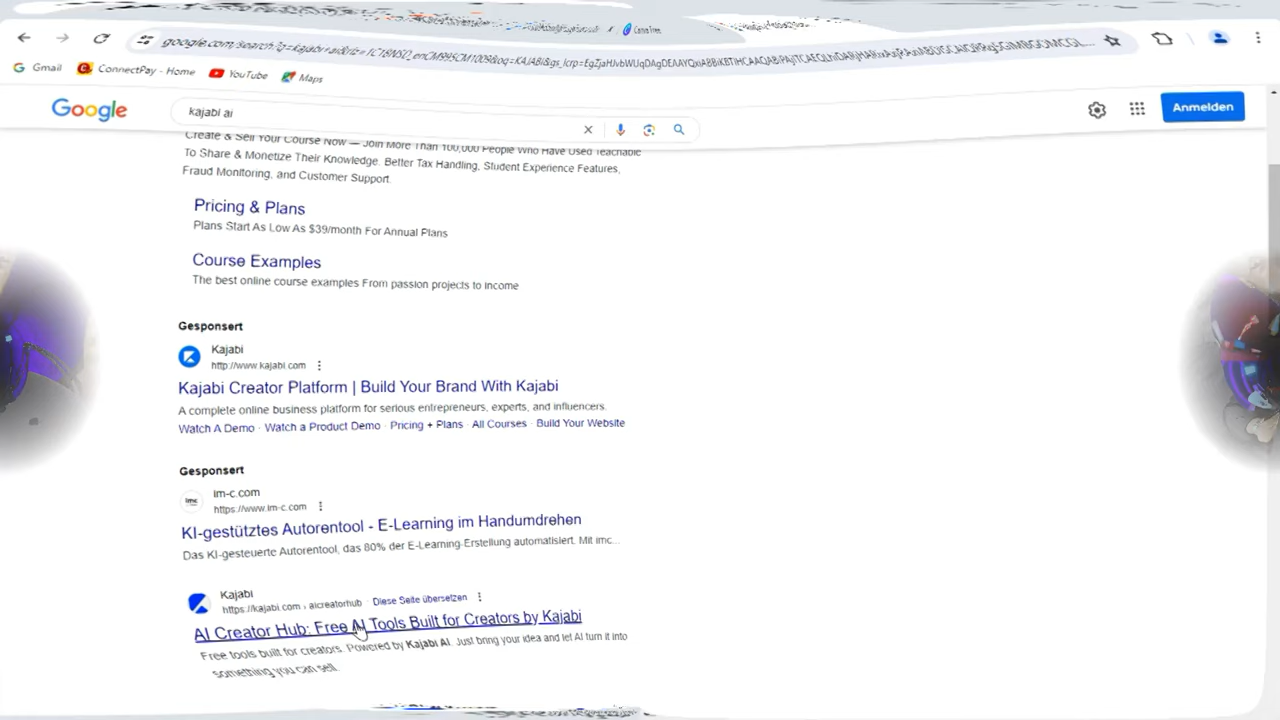 Canva Free
Gmail
ConnectPay - Home
YouTube
Maps
Google
kajabi ai
Anmelden
Create & Sell Your Course Now — Join More Than 100,000 People Who Have Used Teachable
To Share & Monetize Their Knowledge. Better Tax Handling, Student Experience Features,
Fraud Monitoring, and Customer Support.
Pricing & Plans
Plans Start As Low As $39/month For Annual Plans
Course Examples
The best online course examples From passion projects to income
Gesponsert
Kajabi
http://www.kajabi.com
Kajabi Creator Platform | Build Your Brand With Kajabi
A complete online business platform for serious entrepreneurs, experts, and influencers.
Watch A Demo · Watch a Product Demo · Pricing + Plans · All Courses · Build Your Website
Gesponsert
imc
im-c.com
https://www.im-c.com
KI-gestütztes Autorentool - E-Learning im Handumdrehen
Das KI-gesteuerte Autorentool, das 80% der E-Learning-Erstellung automatisiert. Mit imc...
Kajabi
https://kajabi.com › aicreatorhub · Diese Seite übersetzen
AI Creator Hub: Free AI Tools Built for Creators by Kajabi
Free tools built for creators. Powered by Kajabi AI. Just bring your idea and let AI turn it into
something you can sell.